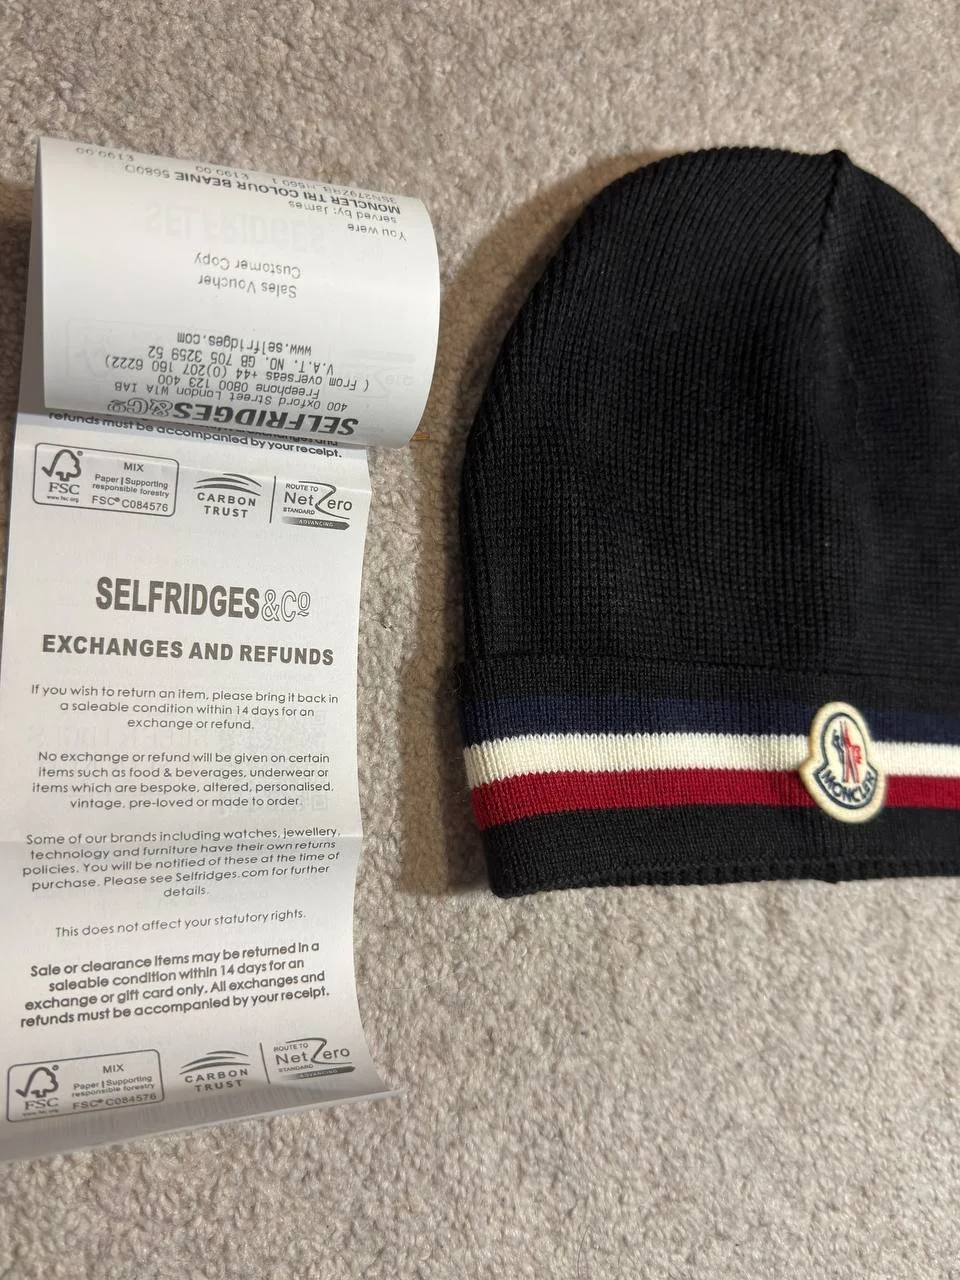 SELFRIDGES&Cº
400 Oxford Street London W1A 1AB
Freephone 0800 123 400
( From overseas +44 (0)207 160 6222)
V.A.T. NO. GB 705 3259 52
www.selfridges.com
Sales Voucher
Customer Copy
You were
served by: James
MONCLER TRI COLOUR BEANIE 5680D
1 £190.00
£190.00
refunds must be accompanied by your receipt.
FSC
www.fsc.org
MIX
Paper | Supporting
responsible forestry
FSC® C084576
CARBON
TRUST
ROUTE TO
Net Zero
STANDARD
ADVANCING
SELFRIDGES&Cº
EXCHANGES AND REFUNDS
If you wish to return an item, please bring it back in
a saleable condition within 14 days for an
exchange or refund.
No exchange or refund will be given on certain
items such as food & beverages, underwear or
items which are bespoke, altered, personalised,
vintage, pre-loved or made to order.
Some of our brands including watches, jewellery,
technology and furniture have their own returns
policies. You will be notified of these at the time of
purchase. Please see Selfridges.com for further
details.
This does not affect your statutory rights.
Sale or clearance items may be returned in a
saleable condition within 14 days for an
exchange or gift card only. All exchanges and
refunds must be accompanied by your receipt.
FSC
www.fsc.org
MIX
Paper | Supporting
responsible forestry
FSC® C084576
CARBON
TRUST
ROUTE TO
Net Zero
STANDARD
ADVANCING
MONCLER